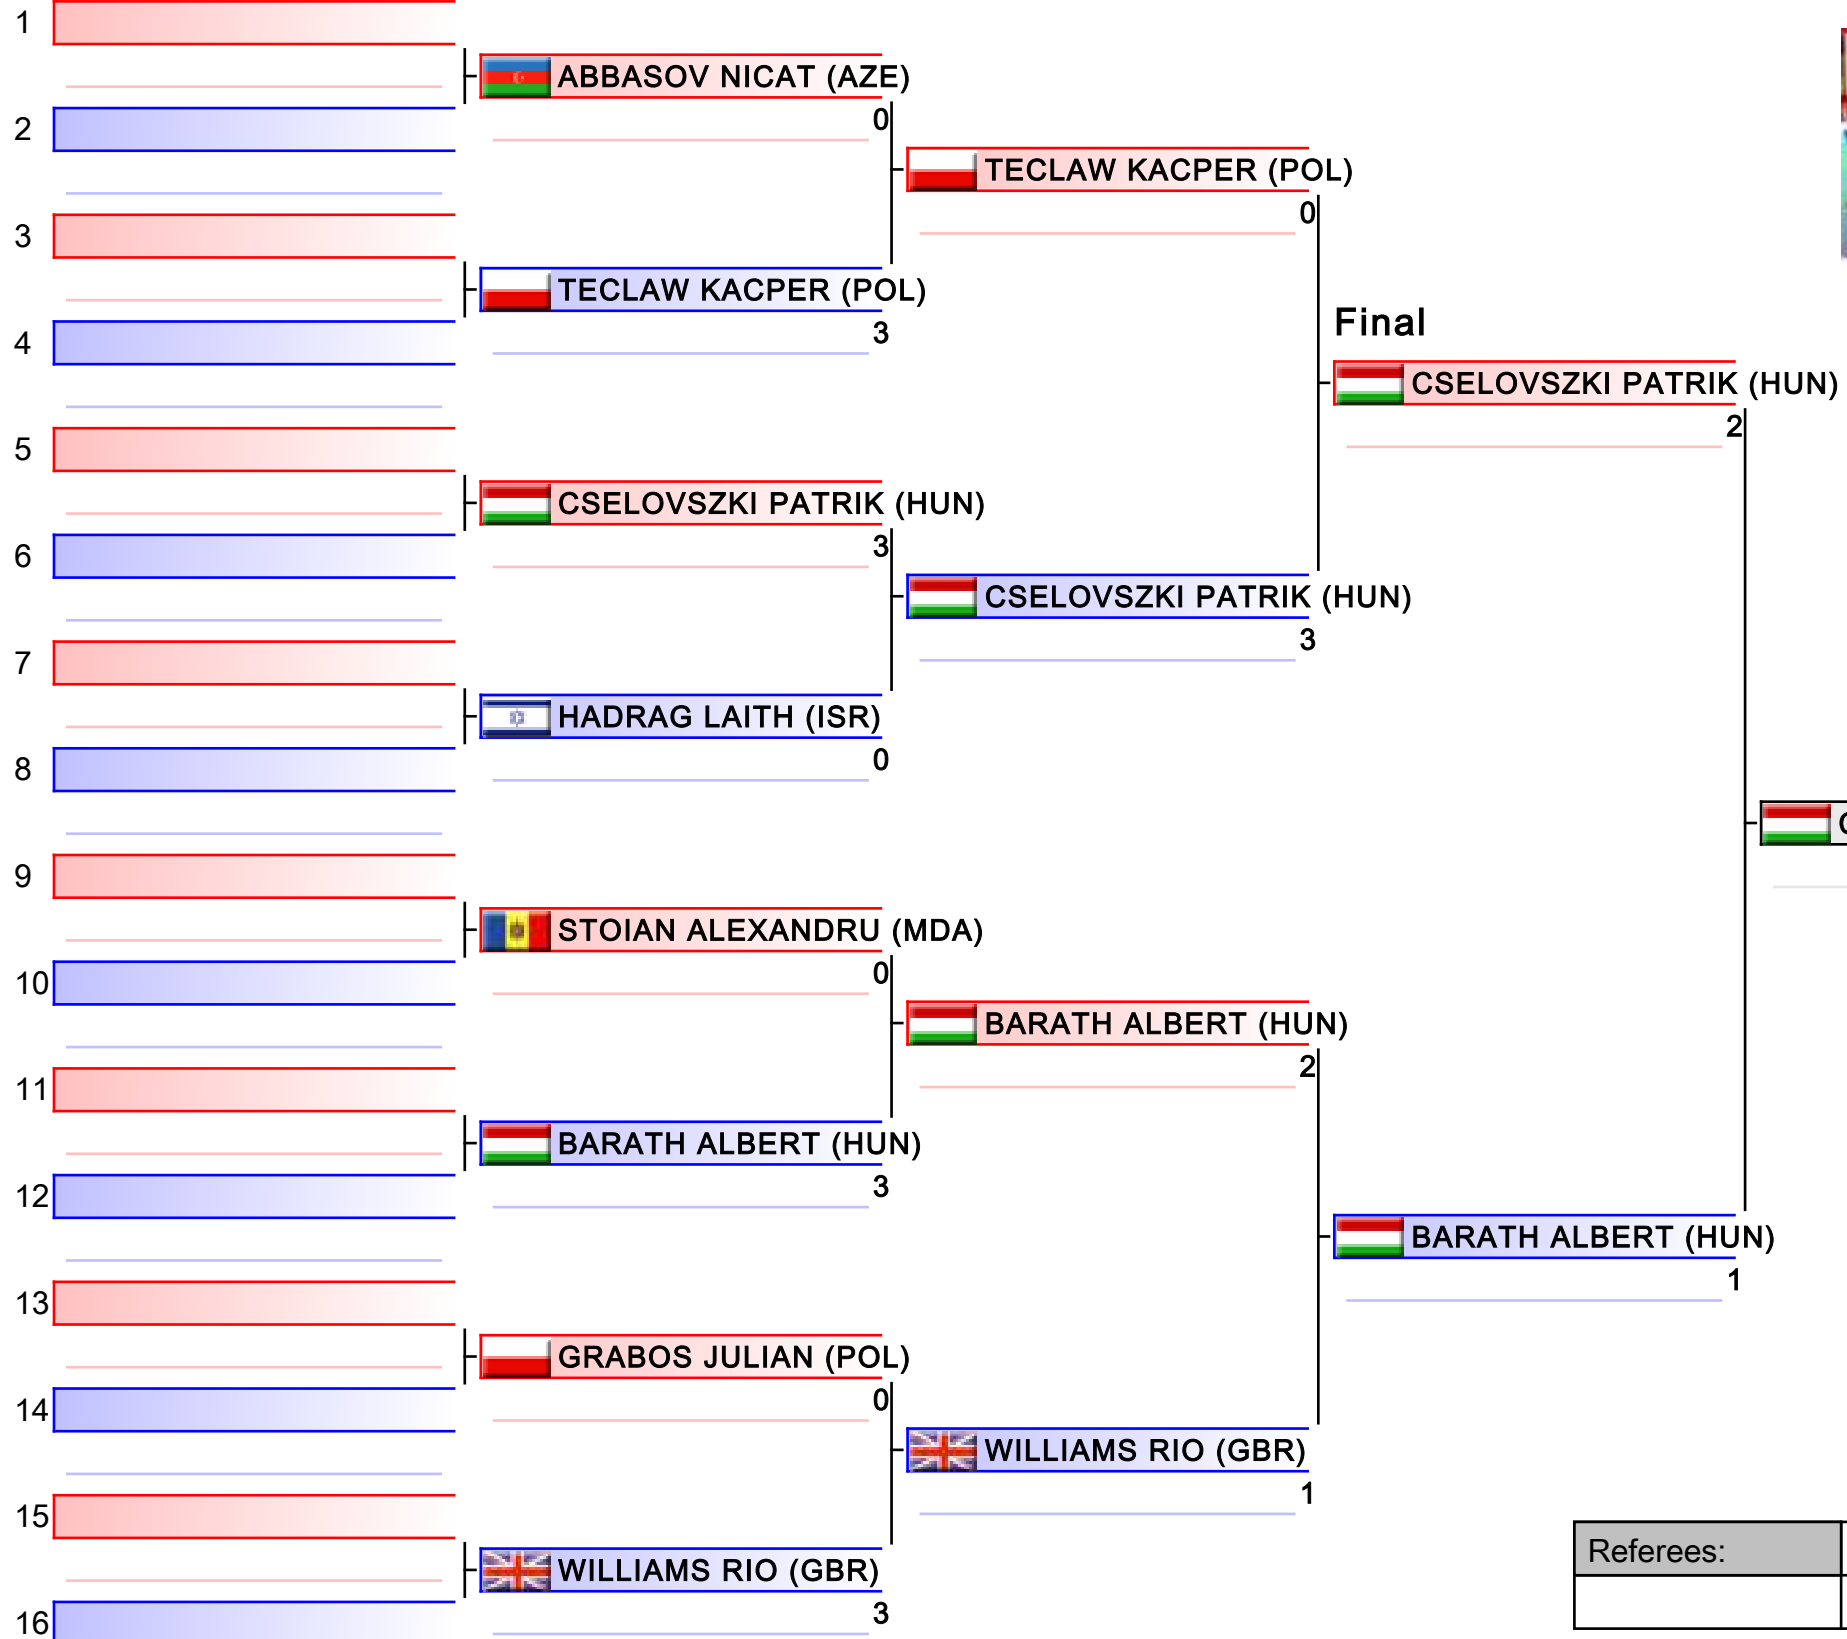 1
ABBASOV NICAT (AZE)
0
2
TECLAW KACPER (POL)
0
3
TECLAW KACPER (POL)
3
Final
4
CSELOVSZKI PATRIK (HUN)
2
5
CSELOVSZKI PATRIK (HUN)
3
6
CSELOVSZKI PATRIK (HUN)
3
7
HADRAG LAITH (ISR)
0
8
9
STOIAN ALEXANDRU (MDA)
0
10
BARATH ALBERT (HUN)
2
11
BARATH ALBERT (HUN)
3
12
BARATH ALBERT (HUN)
1
13
GRABOS JULIAN (POL)
0
14
WILLIAMS RIO (GBR)
1
15
Referees:
WILLIAMS RIO (GBR)
3
16